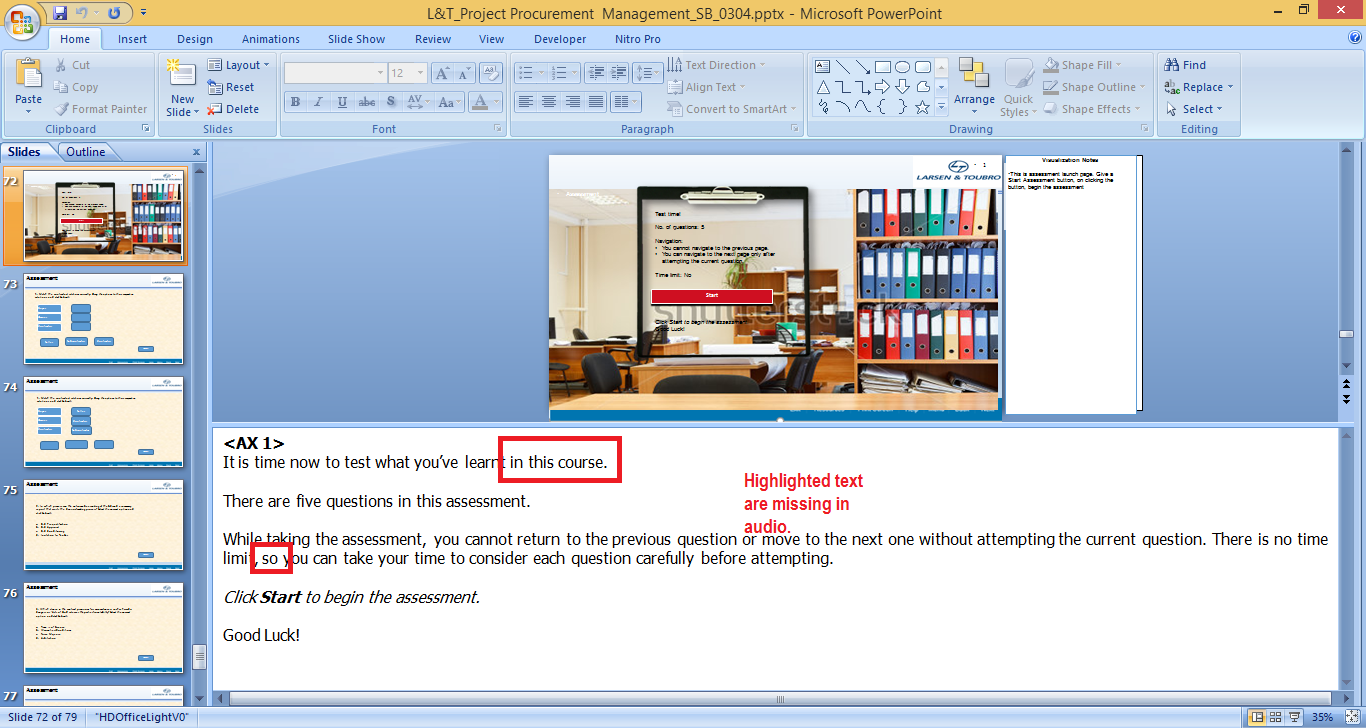 L&T_Project Procurement Management_SB_0304.pptx - Microsoft PowerPoint
Home Insert Design Animations Slide Show Review View Developer Nitro Pro
Paste
Cut
Copy
Format Painter
Clipboard
New Slide
Layout
Reset
Delete
Slides
12
B I U abc S AV Aa A
Font
Text Direction
Align Text
Convert to SmartArt
Paragraph
Arrange
Quick Styles
Shape Fill
Shape Outline
Shape Effects
Drawing
Find
Replace
Select
Editing
Slides Outline x
72
73
Assessment
74
Assessment
75
Assessment
76
Assessment
77
Assessment
1
LARSEN & TOUBRO
Assessment
Test time!
No. of questions: 5
Navigation:
• You cannot navigate to the previous page.
• You can navigate to the next page only after
attempting the current question.
Time limit: No
Start
Click Start to begin the assessment.
Good Luck!
Visualization Notes
•This is assessment launch page. Give a
Start Assessment button, on clicking the
button, begin the assessment
<AX 1>
It is time now to test what you’ve learnt in this course.
There are five questions in this assessment.
Highlighted text
are missing in
audio.
While taking the assessment, you cannot return to the previous question or move to the next one without attempting the current question. There is no time
limit, so you can take your time to consider each question carefully before attempting.
Click Start to begin the assessment.
Good Luck!
Slide 72 of 79 "HDOfficeLightV0" 35%